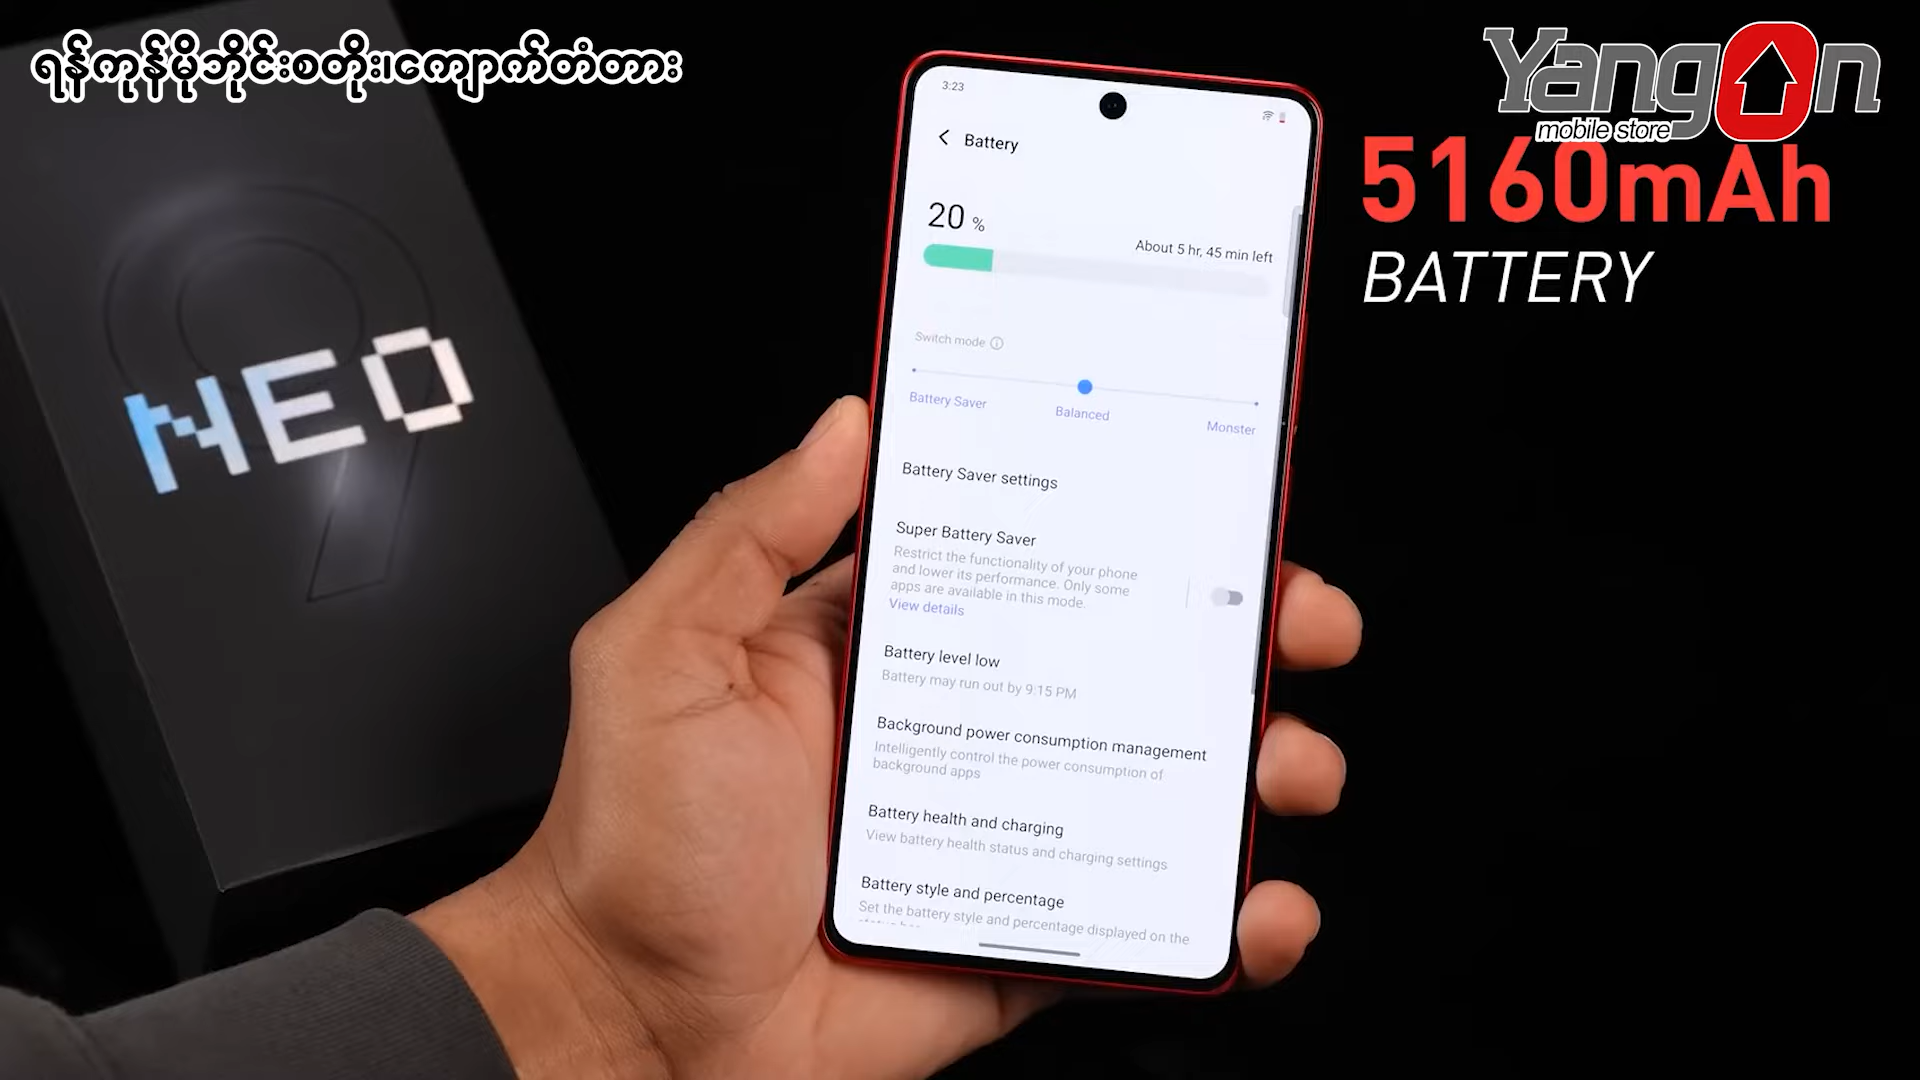 ရန်ကုန်မိုဘိုင်းစတိုး၊ကျောက်တံတား
Yangon
mobile store
5160mAh
BATTERY
NEO
9
3:23
Battery
20 %
About 5 hr, 45 min left
Switch mode
Battery Saver
Balanced
Monster
Battery Saver settings
Super Battery Saver
Restrict the functionality of your phone
and lower its performance. Only some
apps are available in this mode.
View details
Battery level low
Battery may run out by 9:15 PM
Background power consumption management
Intelligently control the power consumption of
background apps
Battery health and charging
View battery health status and charging settings
Battery style and percentage
Set the battery style and percentage displayed on the